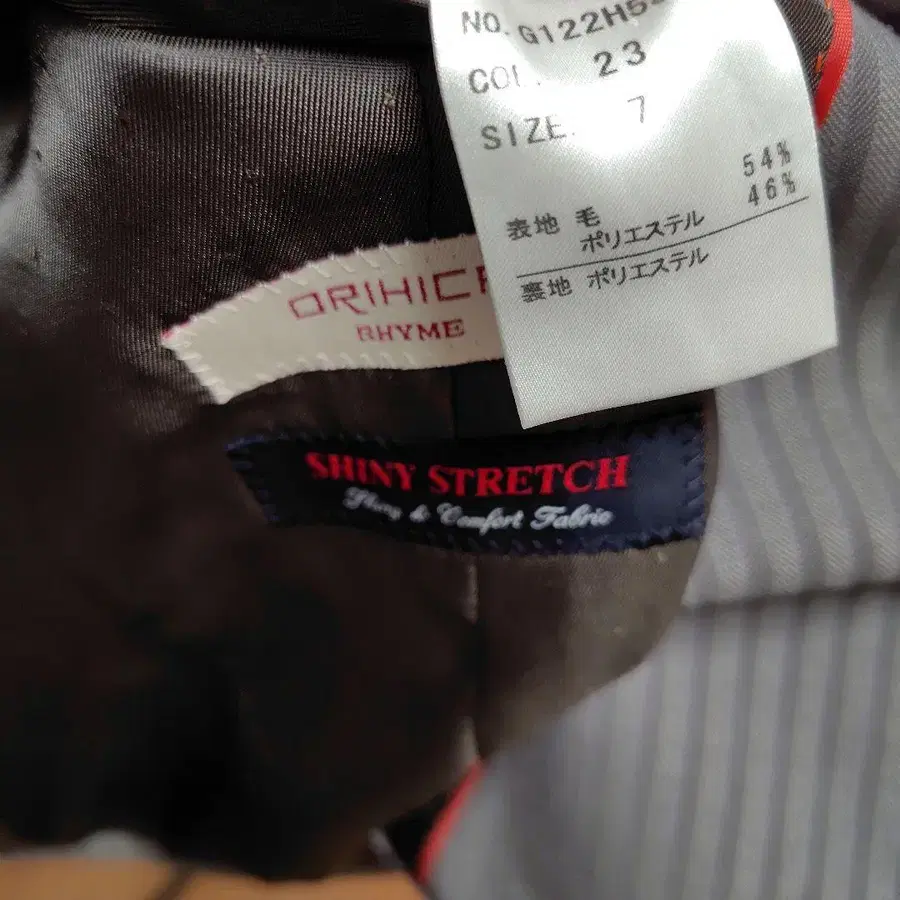 NO. G122H5
COL. 23
SIZE. 7
表地 毛 54%
ポリエステル 46%
裏地 ポリエステル
ORIHIC
RHYME
SHINY STRETCH
Shiny & Comfort Fabric